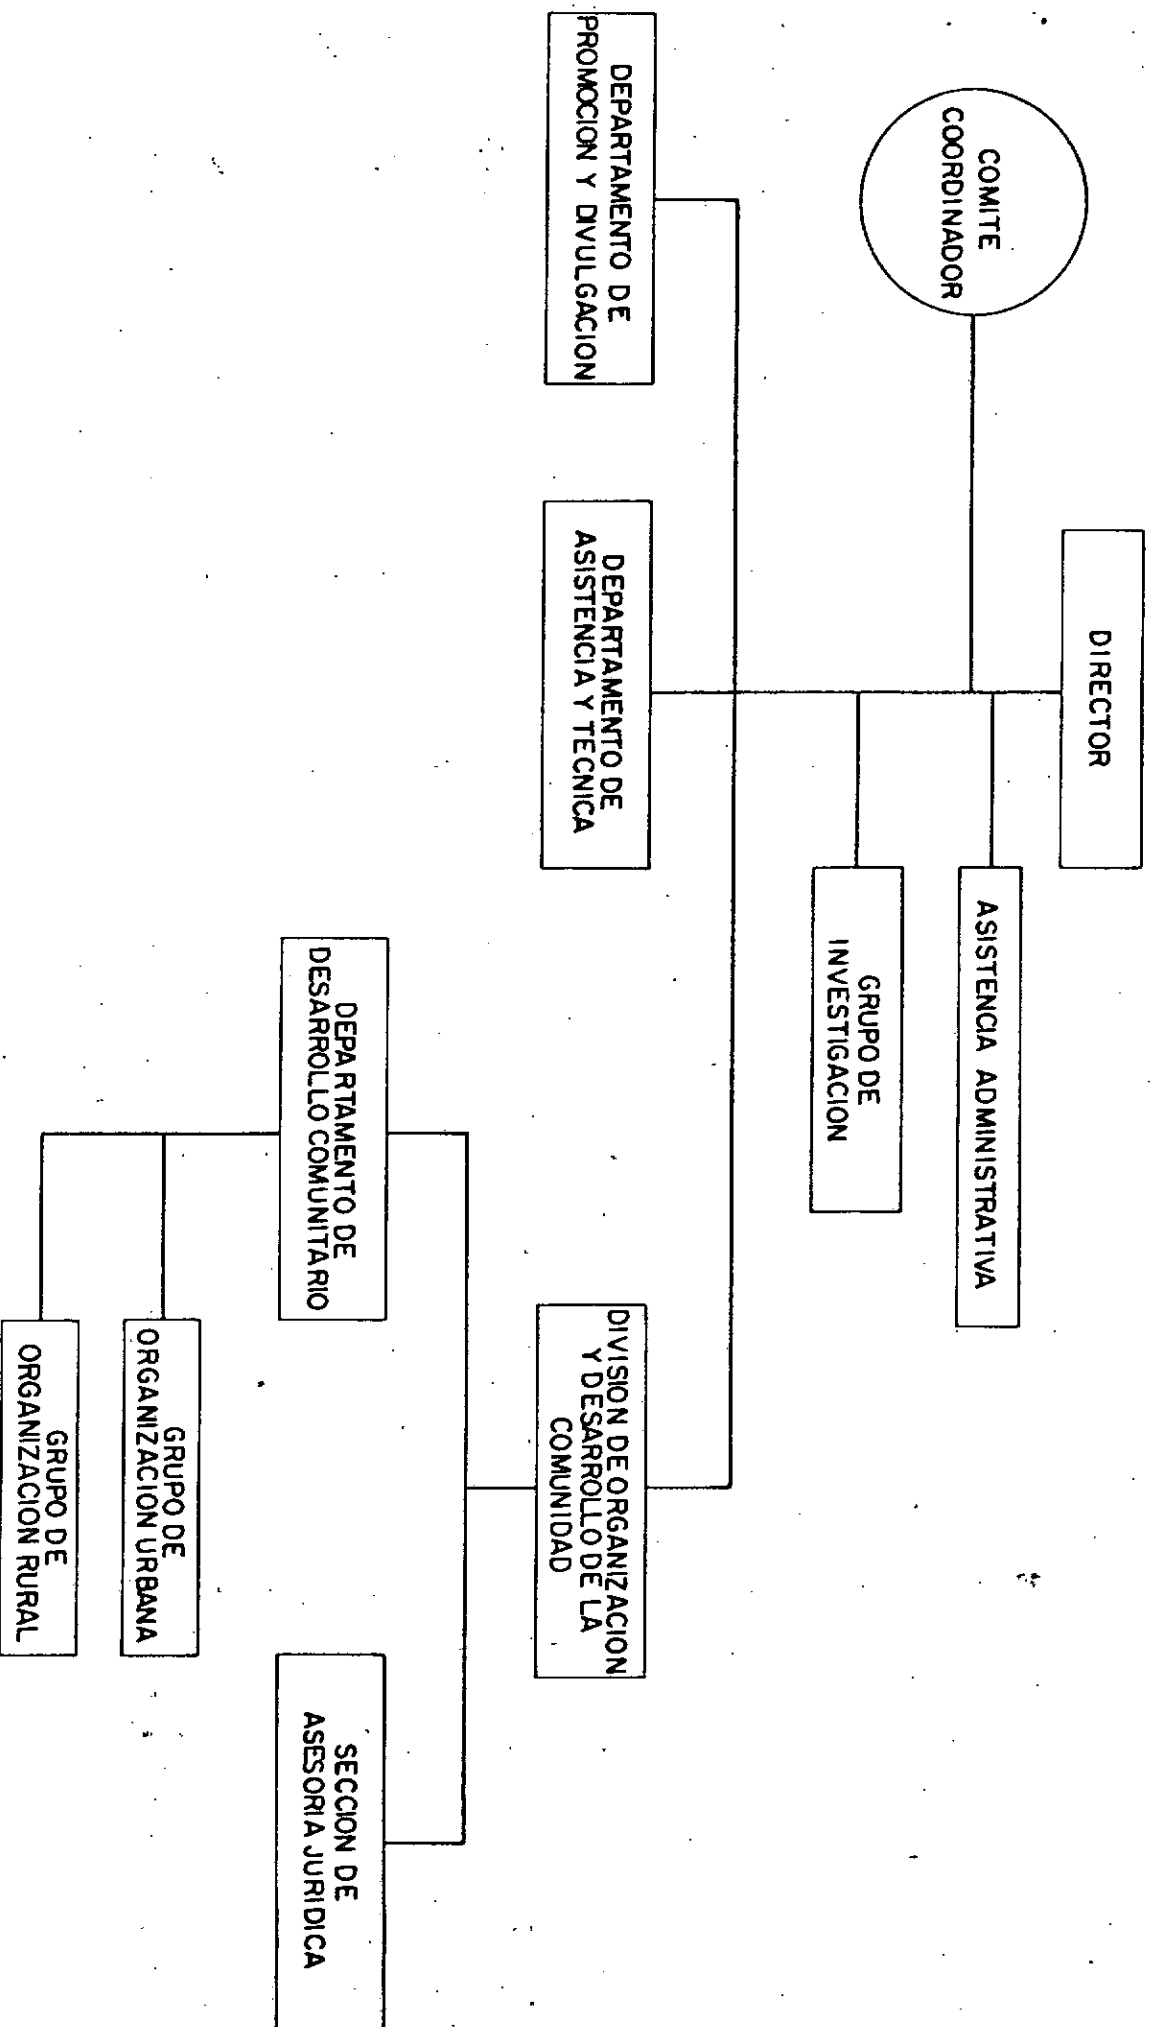 DIRECTOR
COMITE
COORDINADOR
ASISTENCIA ADMINISTRATIVA
GRUPO DE
INVESTIGACION
DEPARTAMENTO DE
PROMOCION Y DIVULGACION
DEPARTAMENTO DE
ASISTENCIA Y TECNICA
DIVISION DE ORGANIZACION
Y DESARROLLO DE LA
COMUNIDAD
DEPARTAMENTO DE
DESARROLLO COMUNITARIO
SECCION DE
ASESORIA JURIDICA
GRUPO DE
ORGANIZACION URBANA
GRUPO DE
ORGANIZACION RURAL